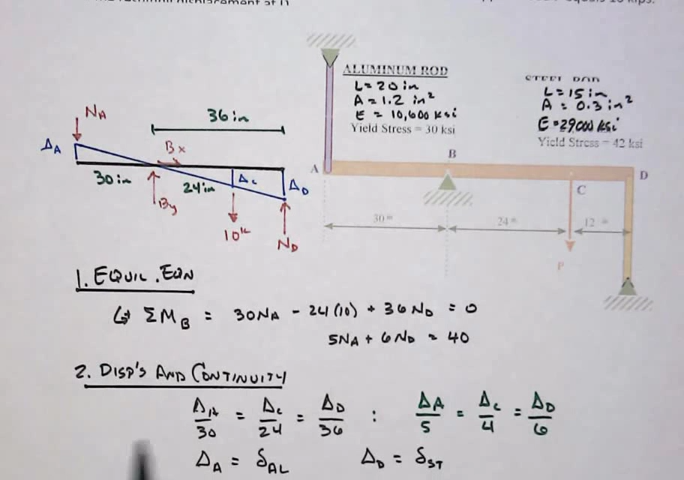 displacement at D
ALUMINUM ROD
L = 20 in
A = 1.2 in²
E = 10,600 ksi
Yield Stress = 30 ksi
STEEL ROD
L = 15 in
A = 0.3 in²
E = 29000 ksi
Yield Stress = 42 ksi
36 in
NA
ΔA
Bx
30 in
24 in
Δc
ΔD
By
10ᵏ
ND
A
B
C
D
30"
24"
12"
P
1. EQUIL. EQN
↺ ΣMB = 30NA - 24(10) + 36ND = 0
5NA + 6ND = 40
2. DISP'S AND CONTINUITY
ΔA/30 = Δc/24 = ΔD/36 : ΔA/5 = Δc/4 = ΔD/6
ΔA = δAL ΔD = δST